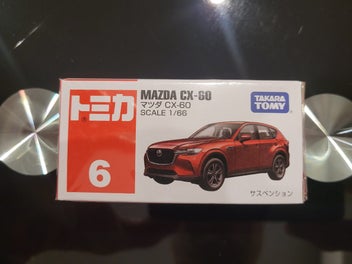 トミカ
6
MAZDA CX-60
マツダ CX-60
SCALE 1/66
TAKARA
TOMY
サスペンション